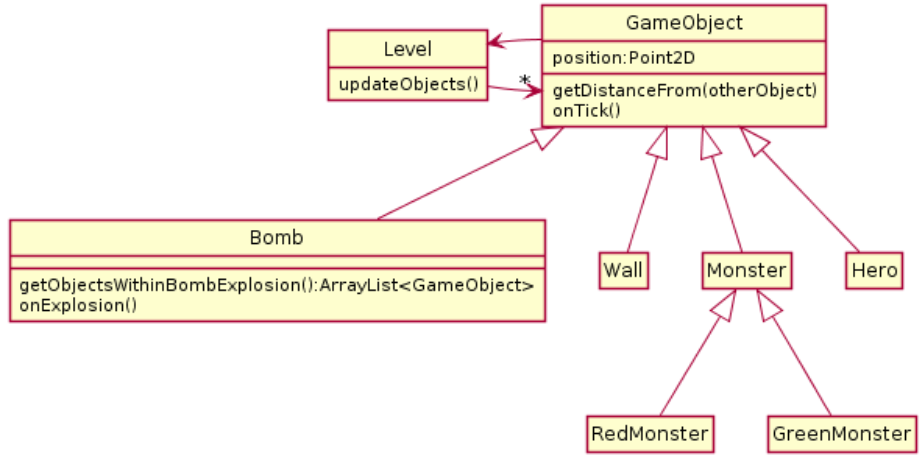 GameObject
Level
position:Point2D
updateObjects()
*
getDistanceFrom(otherObject)
onTick()
Bomb
getObjectsWithinBombExplosion():ArrayList<GameObject>
onExplosion()
Wall
Monster
Hero
RedMonster
GreenMonster